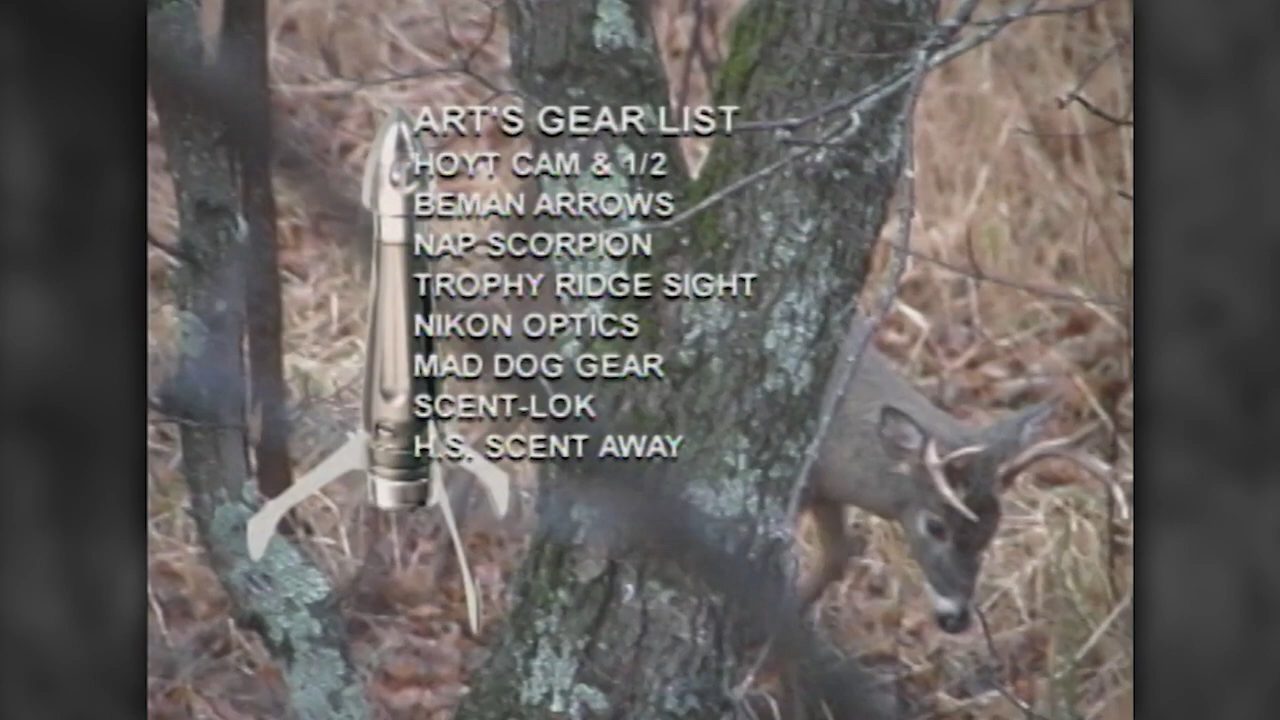 ART'S GEAR LIST
HOYT CAM & 1/2
BEMAN ARROWS
NAP SCORPION
TROPHY RIDGE SIGHT
NIKON OPTICS
MAD DOG GEAR
SCENT-LOK
H.S. SCENT AWAY